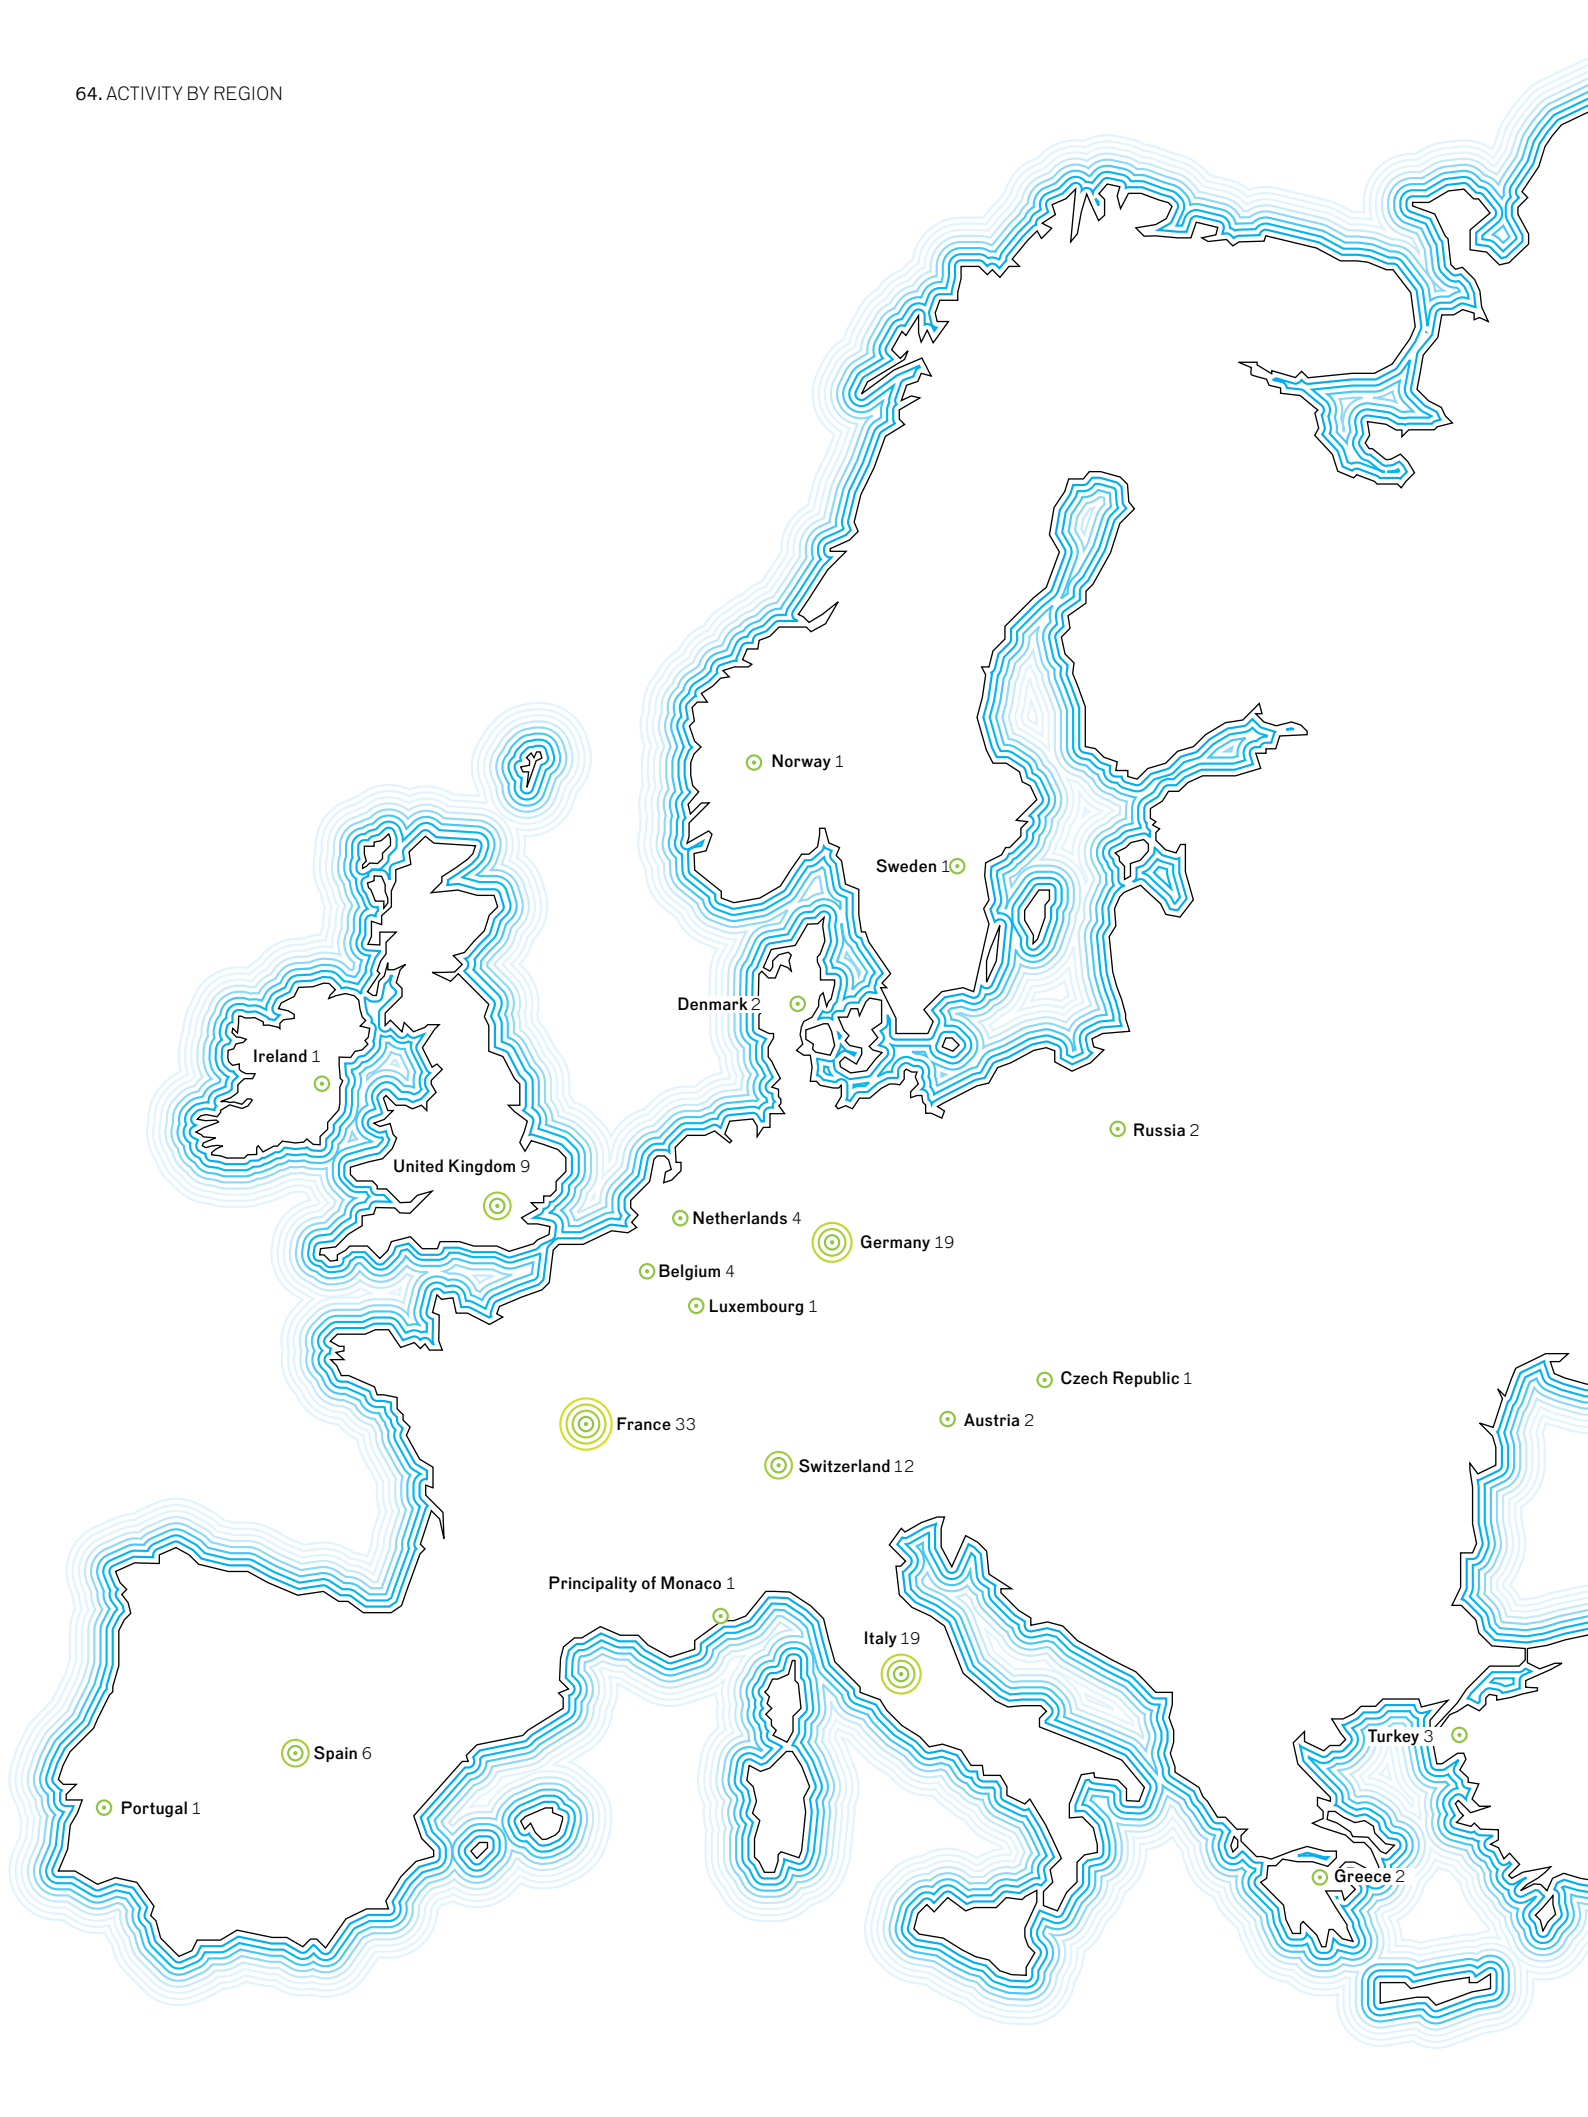 64. ACTIVITY BY REGION
Norway 1
Sweden 1
Denmark 2
Ireland 1
Russia 2
United Kingdom 9
Netherlands 4
Germany 19
Belgium 4
Luxembourg 1
Czech Republic 1
Austria 2
France 33
Switzerland 12
Principality of Monaco 1
Italy 19
Turkey 3
Spain 6
Portugal 1
Greece 2